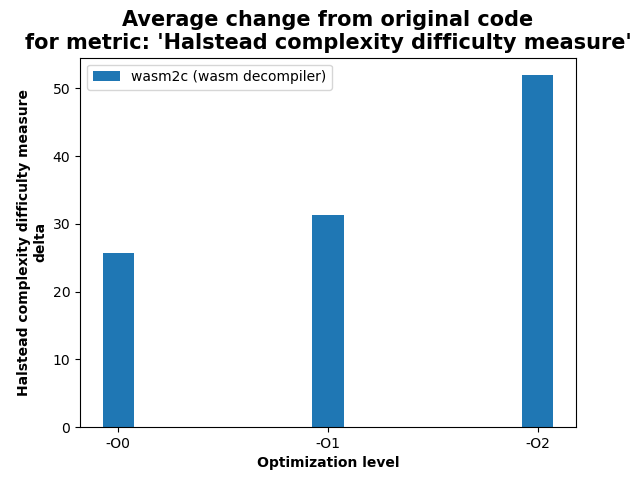 Average change from original code
for metric: 'Halstead complexity difficulty measure'
wasm2c (wasm decompiler)
Halstead complexity difficulty measure
delta
50
40
30
20
10
0
-O0
-O1
-O2
Optimization level